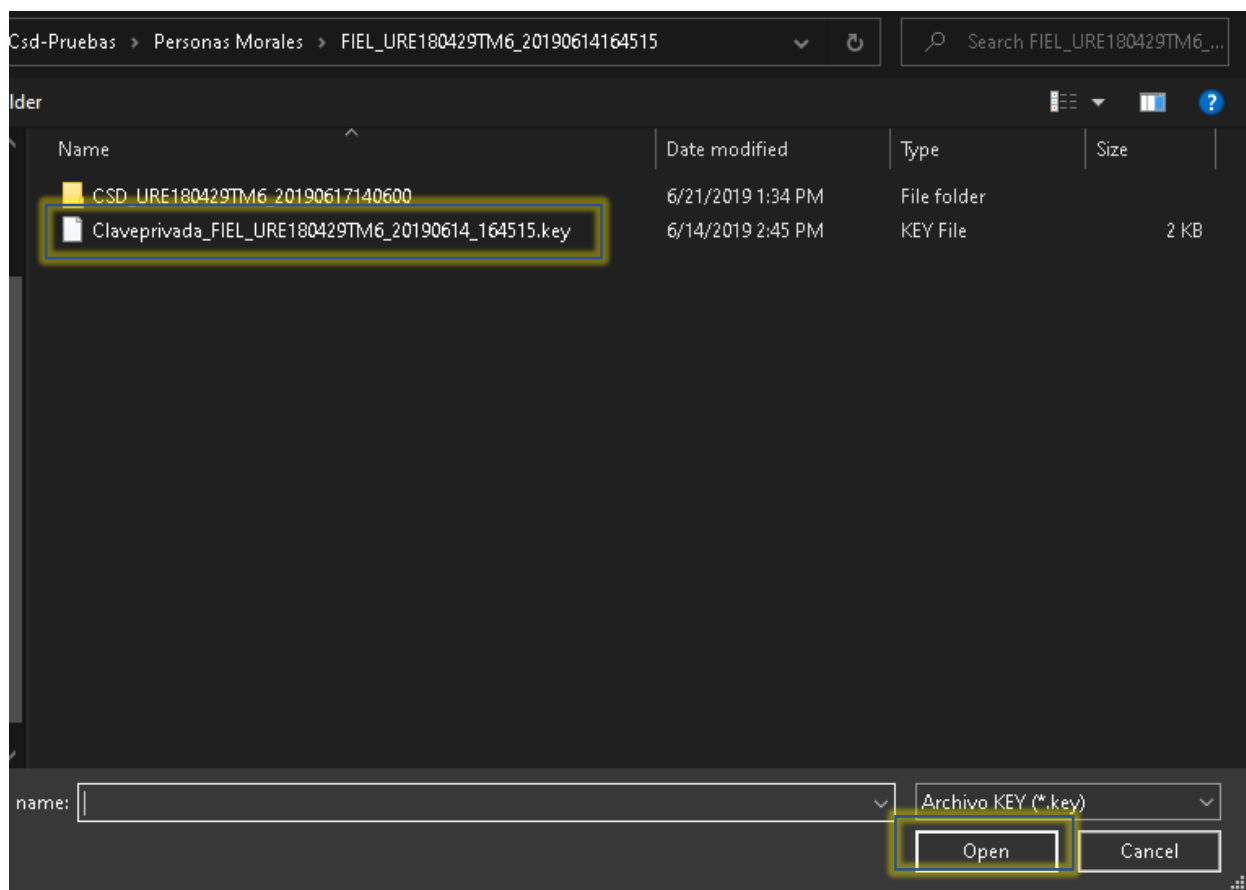 Csd-Pruebas > Personas Morales > FIEL_URE180429TM6_20190614164515
Search FIEL_URE180429TM6_...
lder
Name Date modified Type Size
CSD_URE180429TM6_20190617140600 6/21/2019 1:34 PM File folder
Claveprivada_FIEL_URE180429TM6_20190614_164515.key 6/14/2019 2:45 PM KEY File 2 KB
name: Archivo KEY (*.key)
Open Cancel